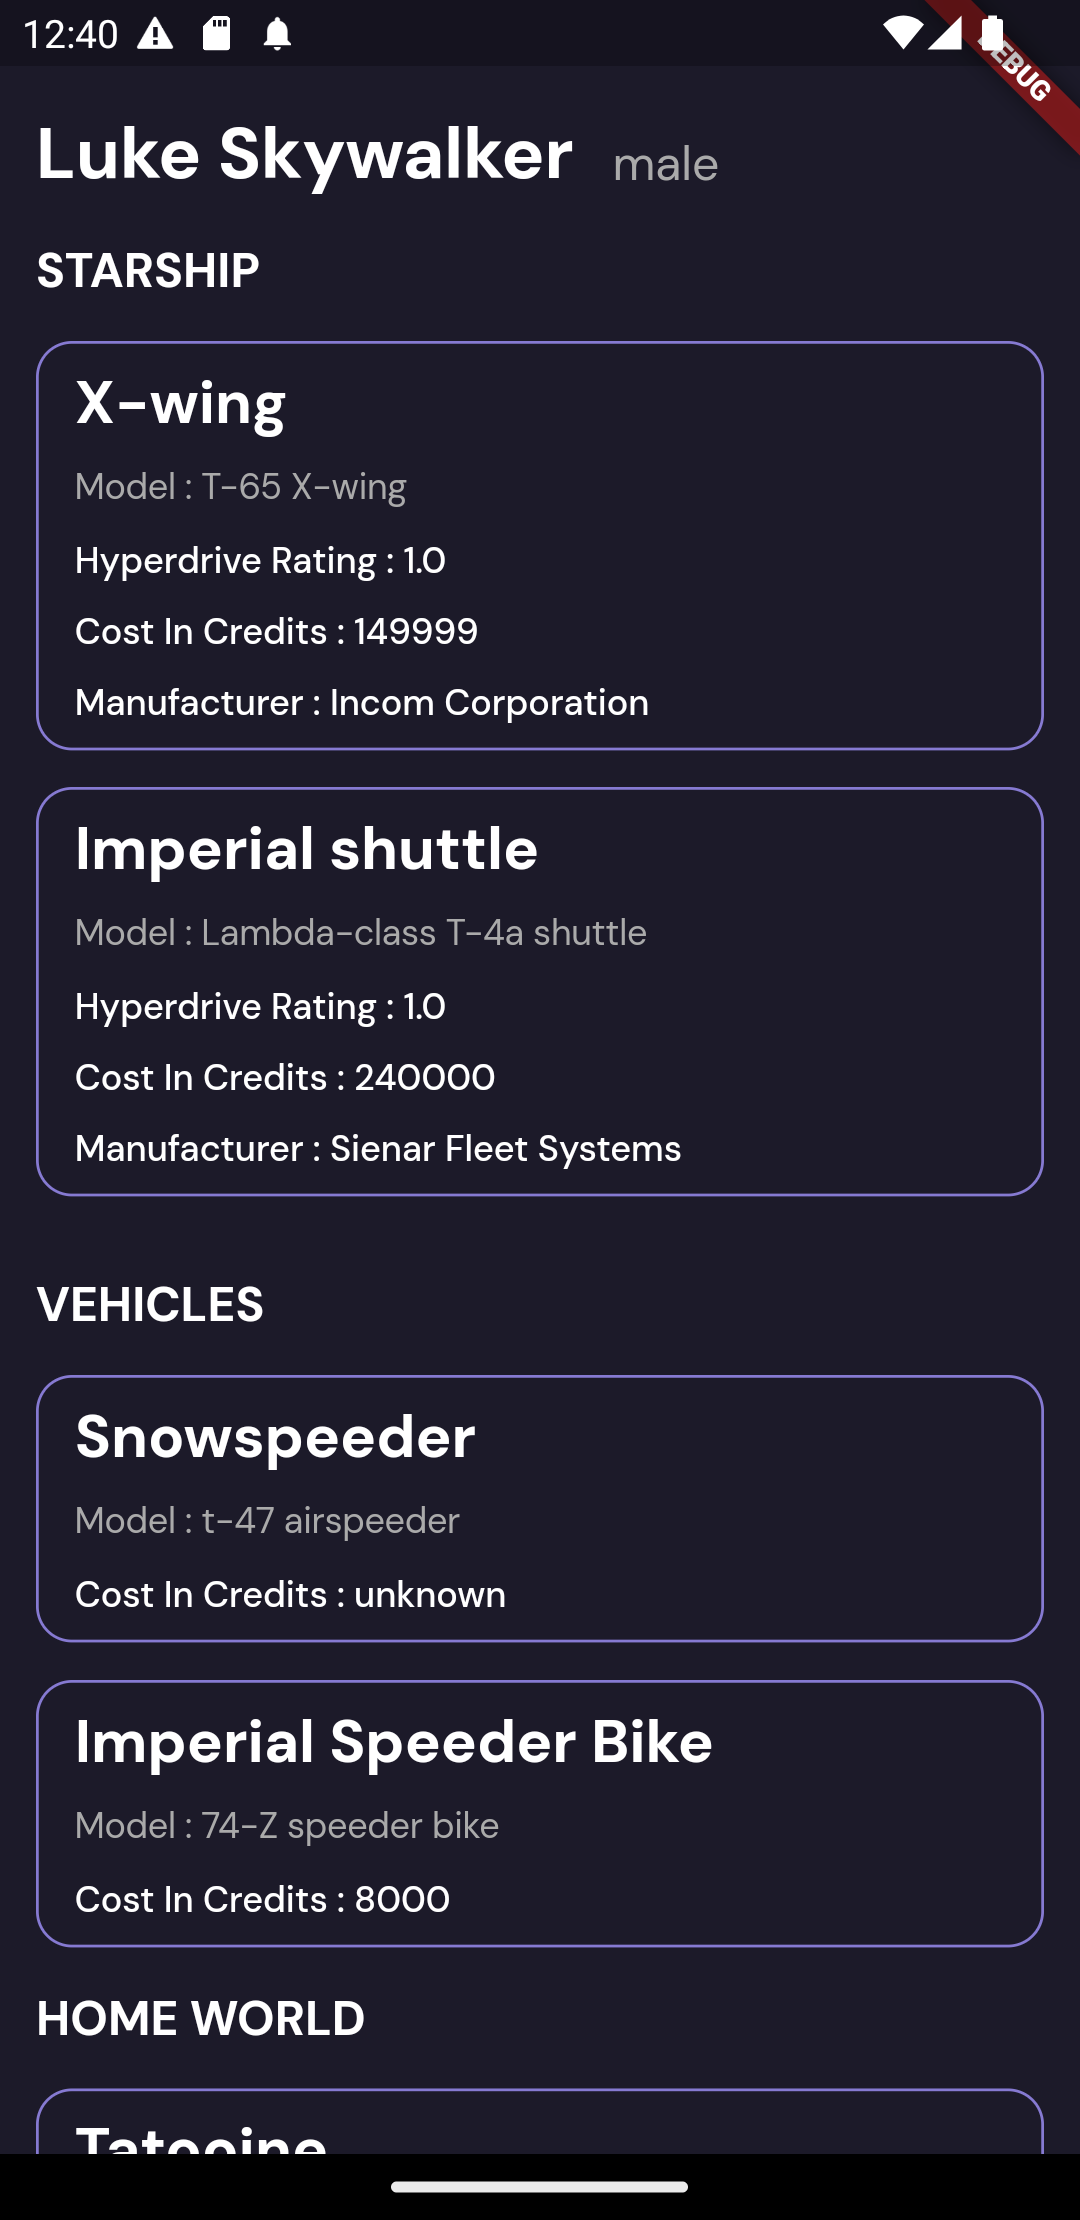 12:40
DEBUG
Luke Skywalker male
STARSHIP
X-wing
Model : T-65 X-wing
Hyperdrive Rating : 1.0
Cost In Credits : 149999
Manufacturer : Incom Corporation
Imperial shuttle
Model : Lambda-class T-4a shuttle
Hyperdrive Rating : 1.0
Cost In Credits : 240000
Manufacturer : Sienar Fleet Systems
VEHICLES
Snowspeeder
Model : t-47 airspeeder
Cost In Credits : unknown
Imperial Speeder Bike
Model : 74-Z speeder bike
Cost In Credits : 8000
HOME WORLD
Tatooine